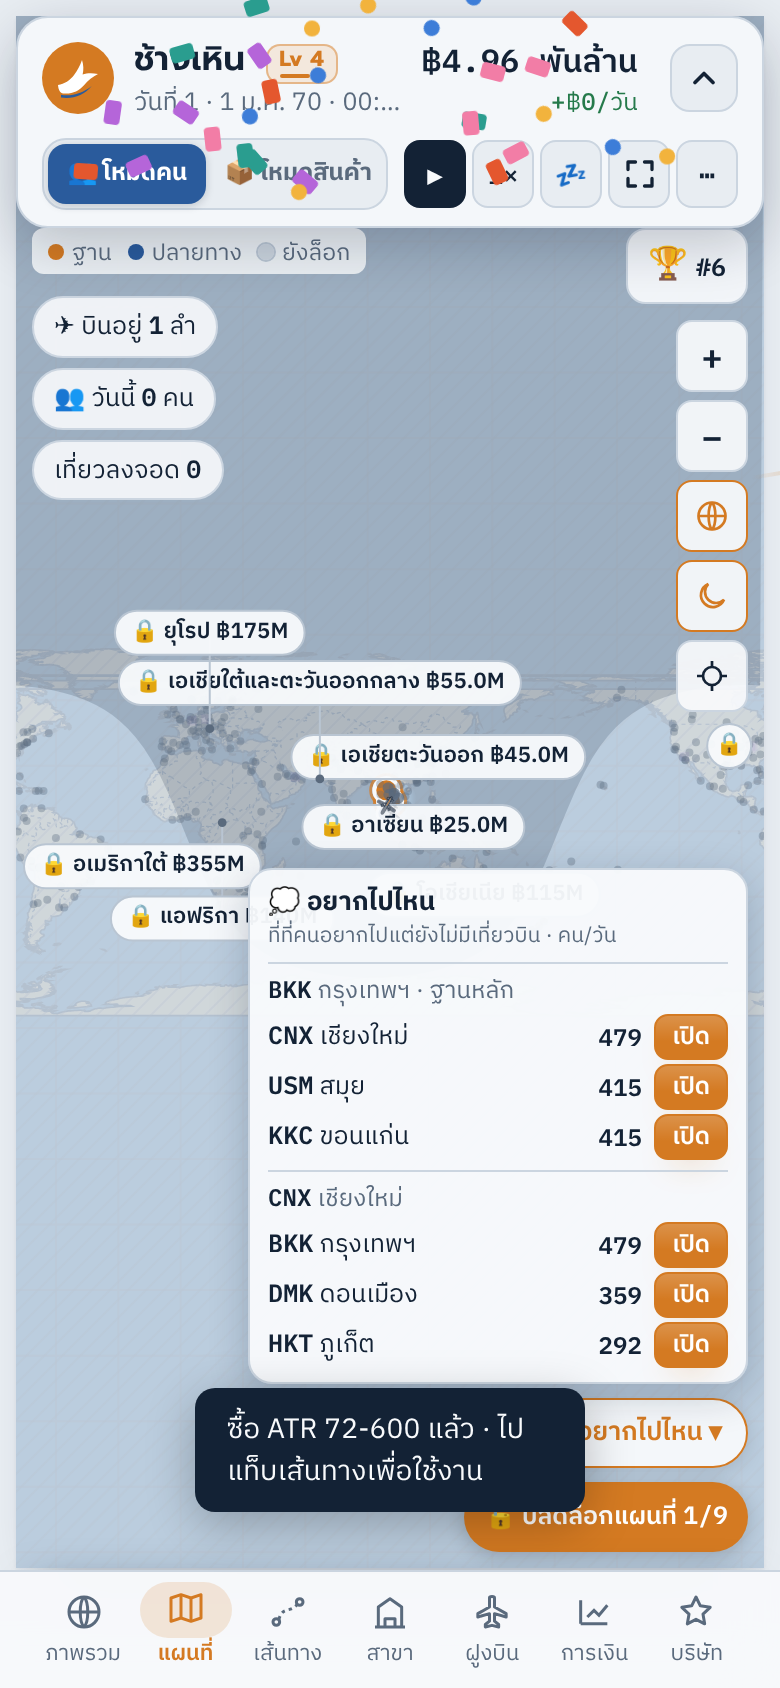 ช้างเหิน Lv 4
฿4.96 พันล้าน
วันที่ 1 · 1 ม.ค. 70 · 00:...
+฿0/วัน
👥 โหมดคน
📦 โหมดสินค้า
▶
💤
⋯
ฐาน ปลายทาง ยังล็อก
🏆 #6
✈ บินอยู่ 1 ลำ
👥 วันนี้ 0 คน
เที่ยวลงจอด 0
+
−
🔒 ยุโรป ฿175M
🔒 เอเชียใต้และตะวันออกกลาง ฿55.0M
🔒 เอเชียตะวันออก ฿45.0M
🔒
🔒 อาเซียน ฿25.0M
🔒 อเมริกาใต้ ฿355M
โอเชียเนีย ฿115M
🔒 แอฟริกา
💭 อยากไปไหน
ที่ที่คนอยากไปแต่ยังไม่มีเที่ยวบิน · คน/วัน
BKK กรุงเทพฯ · ฐานหลัก
CNX เชียงใหม่ 479 เปิด
USM สมุย 415 เปิด
KKC ขอนแก่น 415 เปิด
CNX เชียงใหม่
BKK กรุงเทพฯ 479 เปิด
DMK ดอนเมือง 359 เปิด
HKT ภูเก็ต 292 เปิด
ซื้อ ATR 72-600 แล้ว · ไป
แท็บเส้นทางเพื่อใช้งาน
อยากไปไหน ▾
🔓 ปลดล็อกแผนที่ 1/9
ภาพรวม
แผนที่
เส้นทาง
สาขา
ฝูงบิน
การเงิน
บริษัท